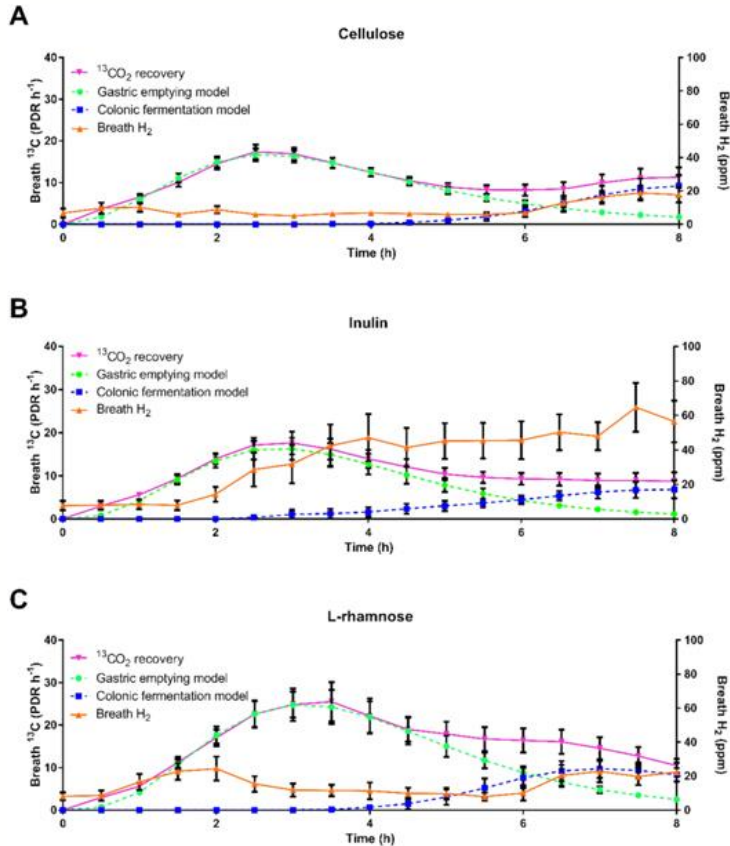 A
Cellulose
¹³CO₂ recovery
Gastric emptying model
Colonic fermentation model
Breath H₂
Breath ¹³C (PDR h⁻¹)
40
30
20
10
0
100
80
60
40
20
0
Breath H₂ (ppm)
0 2 4 6 8
Time (h)
B
Inulin
¹³CO₂ recovery
Gastric emptying model
Colonic fermentation model
Breath H₂
Breath ¹³C (PDR h⁻¹)
40
30
20
10
0
100
80
60
40
20
0
Breath H₂ (ppm)
0 2 4 6 8
Time (h)
C
L-rhamnose
¹³CO₂ recovery
Gastric emptying model
Colonic fermentation model
Breath H₂
Breath ¹³C (PDR h⁻¹)
40
30
20
10
0
100
80
60
40
20
0
Breath H₂ (ppm)
0 2 4 6 8
Time (h)